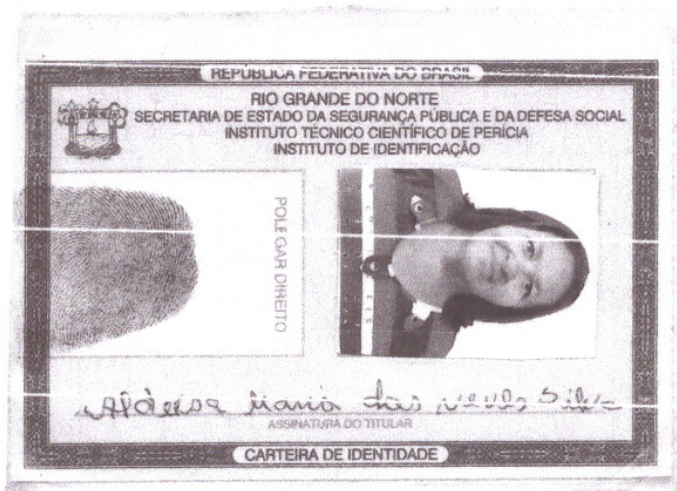 REPÚBLICA FEDERATIVA DO BRASIL
RIO GRANDE DO NORTE
SECRETARIA DE ESTADO DA SEGURANÇA PÚBLICA E DA DEFESA SOCIAL
INSTITUTO TÉCNICO CIENTÍFICO DE PERÍCIA
INSTITUTO DE IDENTIFICAÇÃO
POLEGAR DIREITO
Maria das Neves Silva
ASSINATURA DO TITULAR
CARTEIRA DE IDENTIDADE